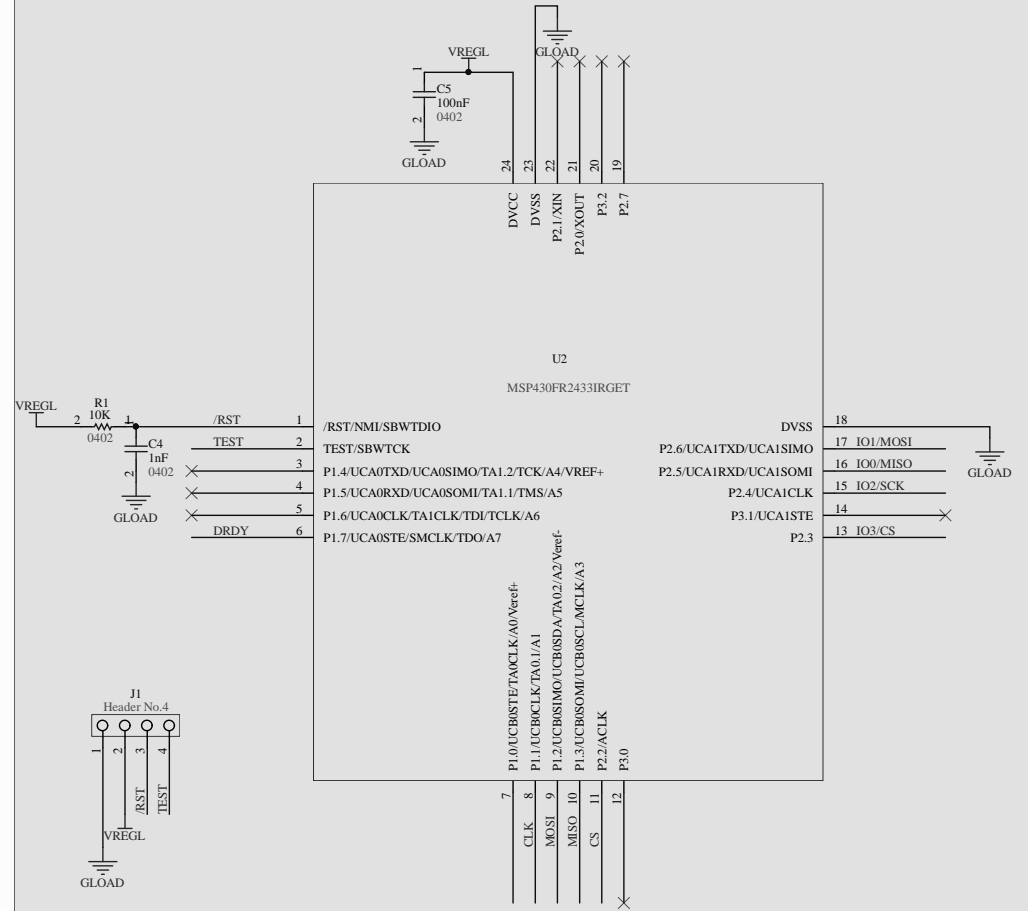 VREGL
GLOAD
1
C5
100nF
0402
2
GLOAD
24
23
22
21
20
19
DVCC
DVSS
P2.1/XIN
P2.0/XOUT
P3.2
P2.7
U2
MSP430FR2433IRGET
VREGL
2
R1
10K
0402
1
C4
1nF
0402
2
GLOAD
/RST 1 /RST/NMI/SBWTDIO
TEST 2 TEST/SBWTCK
3 P1.4/UCA0TXD/UCA0SIMO/TA1.2/TCK/A4/VREF+
4 P1.5/UCA0RXD/UCA0SOMI/TA1.1/TMS/A5
5 P1.6/UCA0CLK/TA1CLK/TDI/TCLK/A6
DRDY 6 P1.7/UCA0STE/SMCLK/TDO/A7
DVSS 18
P2.6/UCA1TXD/UCA1SIMO 17 IO1/MOSI
P2.5/UCA1RXD/UCA1SOMI 16 IO0/MISO
P2.4/UCA1CLK 15 IO2/SCK
P3.1/UCA1STE 14
P2.3 13 IO3/CS
GLOAD
P1.0/UCB0STE/TA0CLK/A0/Veref+
P1.1/UCB0CLK/TA0.1/A1
P1.2/UCB0SIMO/UCB0SDA/TA0.2/A2/Veref-
P1.3/UCB0SOMI/UCB0SCL/MCLK/A3
P2.2/ACLK
P3.0
7
8
9
10
11
12
CLK
MOSI
MISO
CS
J1
Header No.4
1
2
3
4
/RST
TEST
VREGL
GLOAD